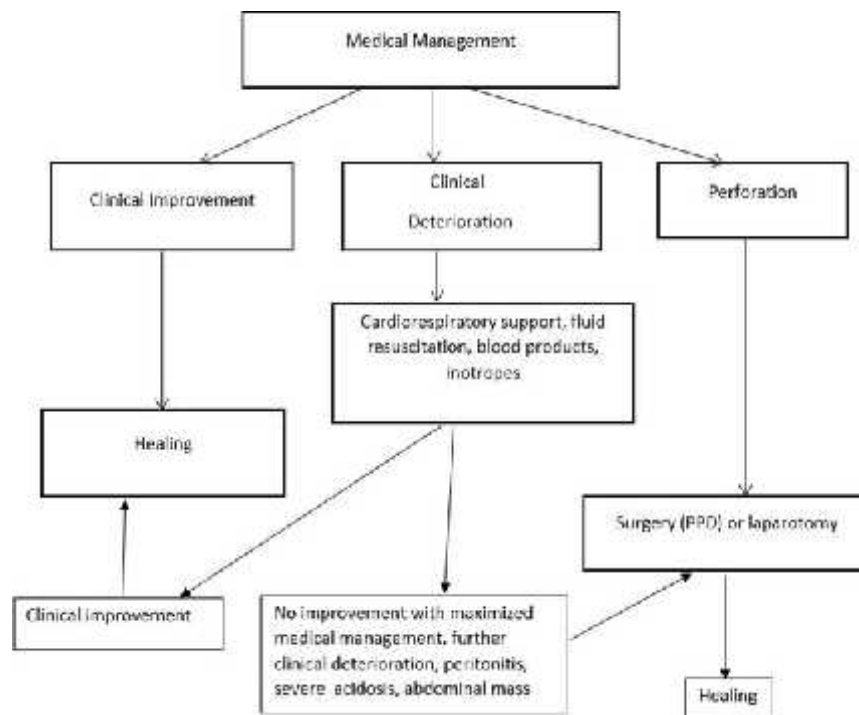 Medical Management
Clinical Improvement
Clinical
Deterioration
Perforation
Cardiorespiratory support, fluid
resuscitation, blood products,
inotropes
Healing
Surgery (PPD) or laparotomy
Clinical improvement
No improvement with maximized
medical management, further
clinical deterioration, peritonitis,
severe acidosis, abdominal mass
Healing